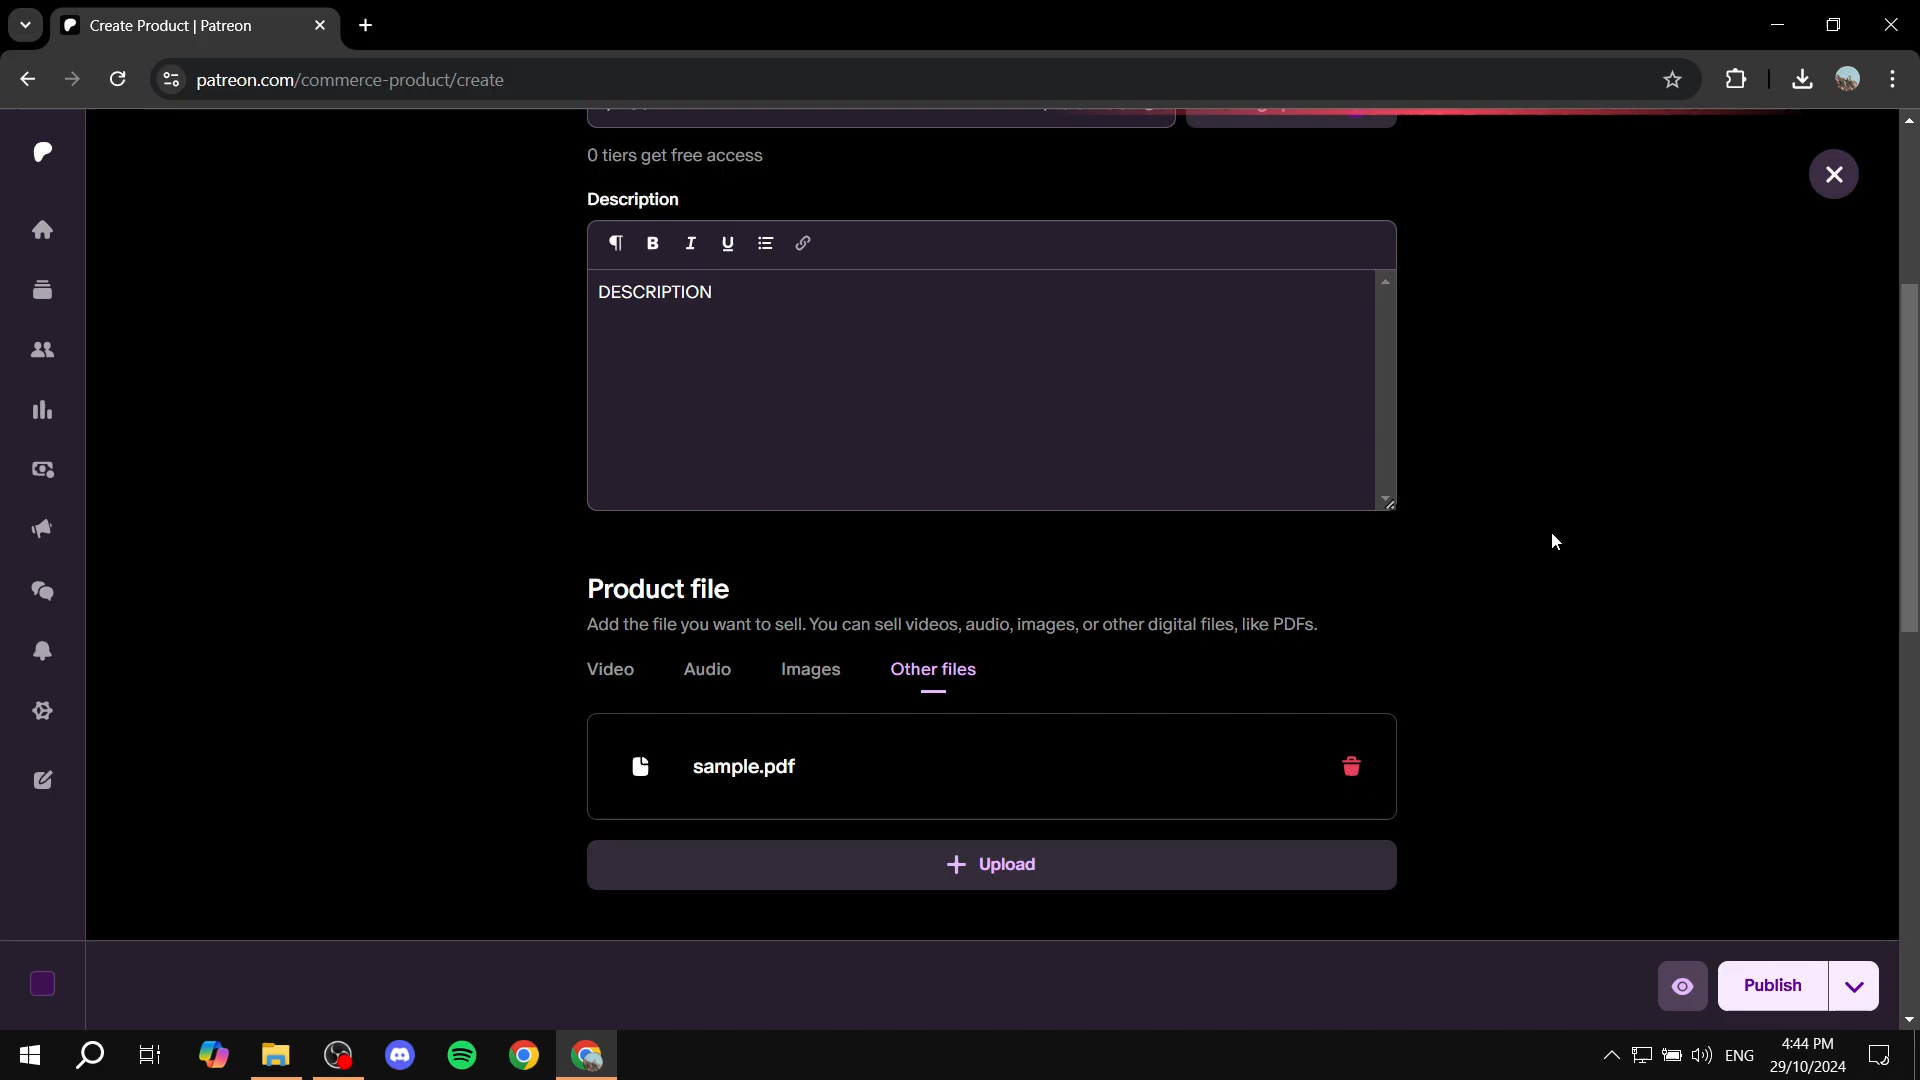 Create Product | Patreon
patreon.com/commerce-product/create
0 tiers get free access
Description
B I U
DESCRIPTION
Product file
Add the file you want to sell. You can sell videos, audio, images, or other digital files, like PDFs.
Video Audio Images Other files
sample.pdf
Upload
Publish
ENG
4:44 PM
29/10/2024